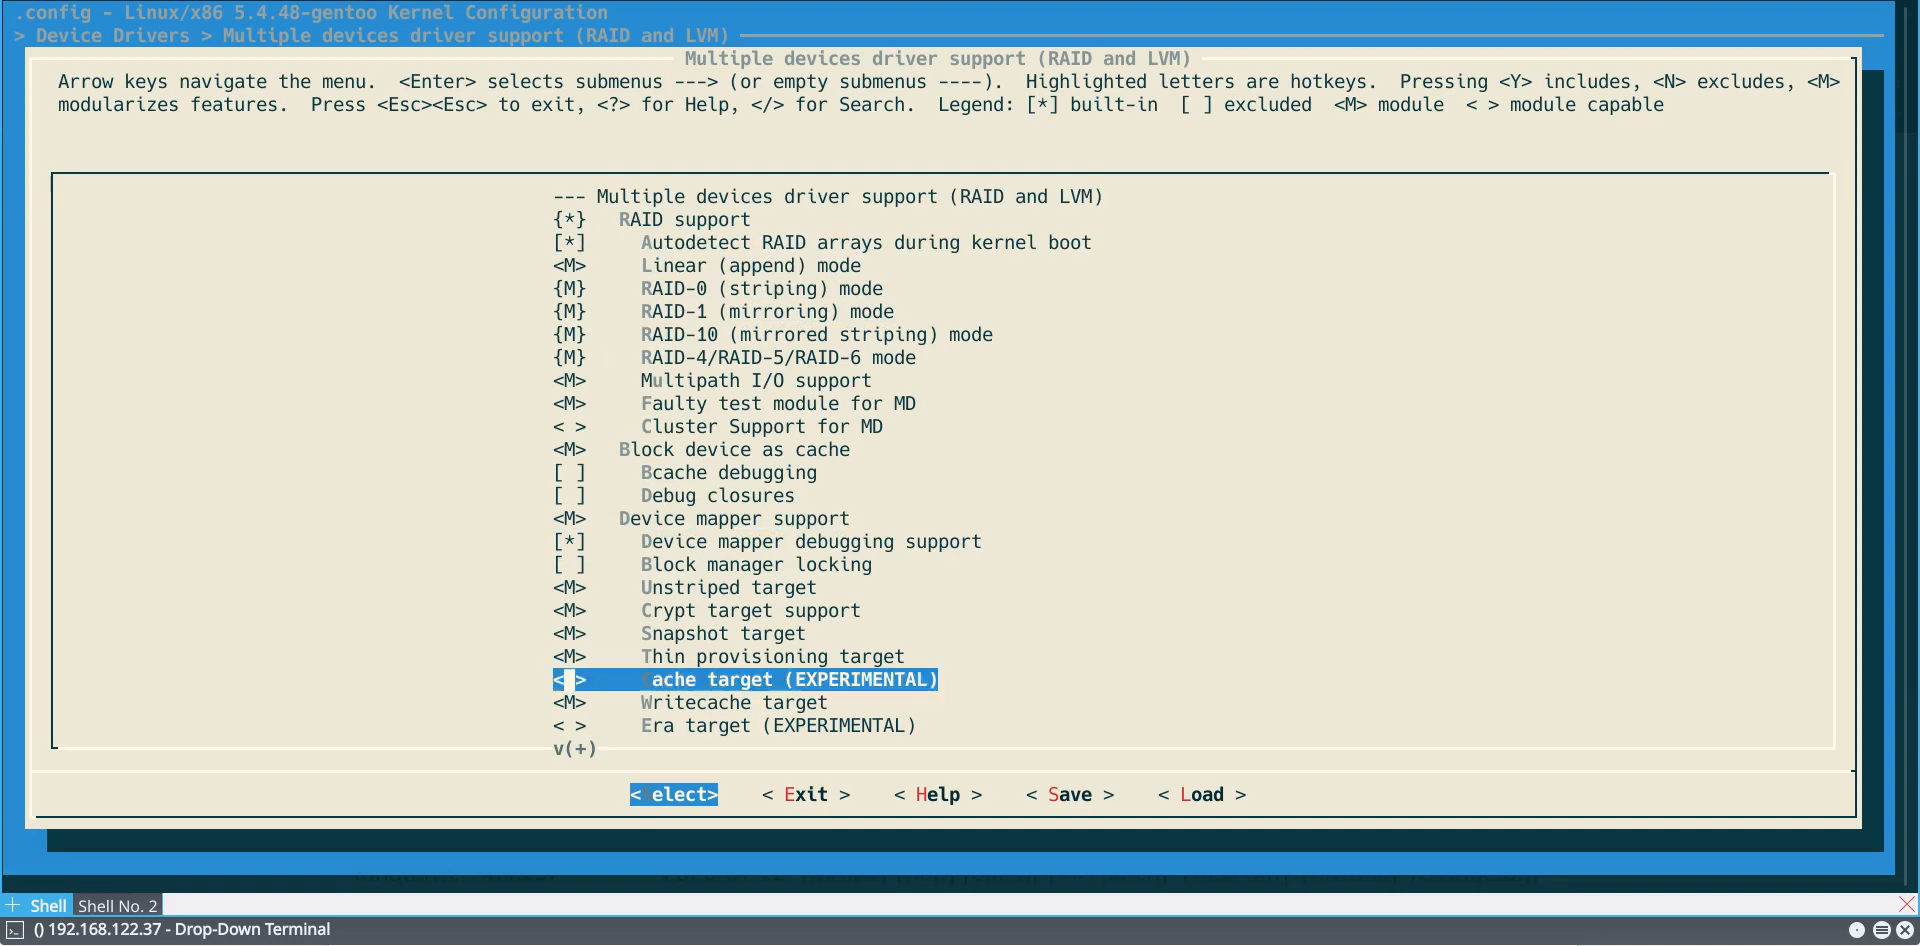 .config - Linux/x86 5.4.48-gentoo Kernel Configuration
> Device Drivers > Multiple devices driver support (RAID and LVM)
Multiple devices driver support (RAID and LVM)
Arrow keys navigate the menu.  <Enter> selects submenus ---> (or empty submenus ----).  Highlighted letters are hotkeys.  Pressing <Y> includes, <N> excludes, <M>
modularizes features.  Press <Esc><Esc> to exit, <?> for Help, </> for Search.  Legend: [*] built-in  [ ] excluded  <M> module  < > module capable
--- Multiple devices driver support (RAID and LVM)
{*}   RAID support
[*]     Autodetect RAID arrays during kernel boot
<M>     Linear (append) mode
{M}     RAID-0 (striping) mode
{M}     RAID-1 (mirroring) mode
{M}     RAID-10 (mirrored striping) mode
{M}     RAID-4/RAID-5/RAID-6 mode
<M>     Multipath I/O support
<M>     Faulty test module for MD
< >     Cluster Support for MD
<M>   Block device as cache
[ ]     Bcache debugging
[ ]     Debug closures
<M>   Device mapper support
[*]     Device mapper debugging support
[ ]     Block manager locking
<M>     Unstriped target
<M>     Crypt target support
<M>     Snapshot target
<M>     Thin provisioning target
< >     Cache target (EXPERIMENTAL)
<M>     Writecache target
< >     Era target (EXPERIMENTAL)
v(+)
<Select>    < Exit >    < Help >    < Save >    < Load >
Shell  Shell No. 2
() 192.168.122.37 - Drop-Down Terminal